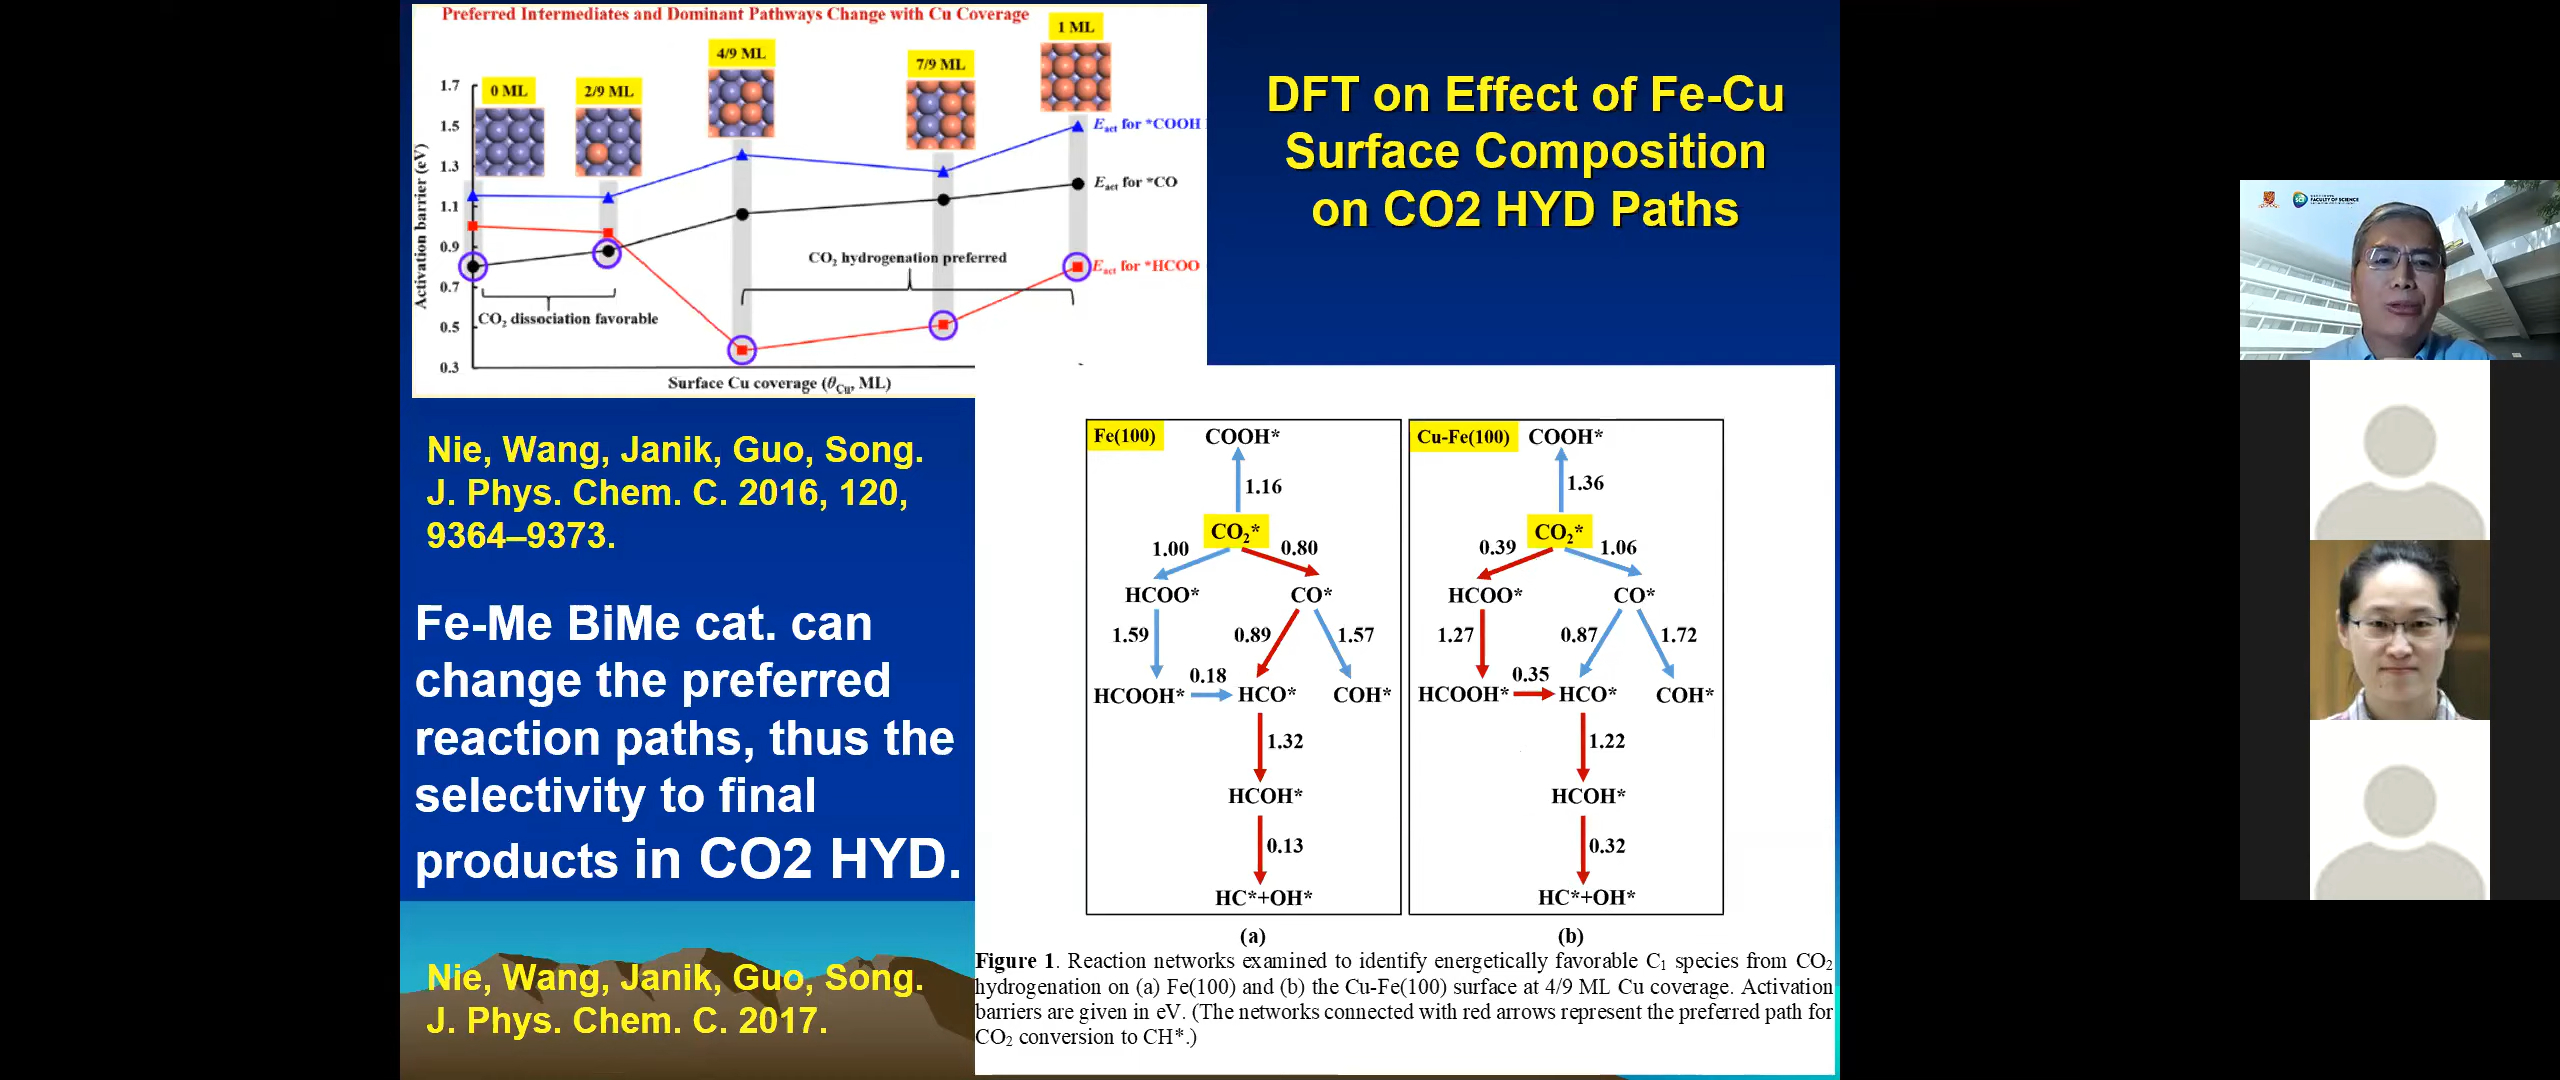 Preferred Intermediates and Dominant Pathways Change with Cu Coverage
1 ML
4/9 ML
7/9 ML
0 ML
2/9 ML
1.7
1.5
1.3
1.1
0.9
0.7
0.5
0.3
Activation barrier (eV)
Eact for *COOH
Eact for *CO
Eact for *HCOO
CO2 hydrogenation preferred
CO2 dissociation favorable
Surface Cu coverage (θCu, ML)
DFT on Effect of Fe-Cu
Surface Composition
on CO2 HYD Paths
Nie, Wang, Janik, Guo, Song.
J. Phys. Chem. C. 2016, 120,
9364–9373.
Fe-Me BiMe cat. can
change the preferred
reaction paths, thus the
selectivity to final
products in CO2 HYD.
Nie, Wang, Janik, Guo, Song.
J. Phys. Chem. C. 2017.
Fe(100)
COOH*
1.16
CO2*
1.00
0.80
HCOO*
CO*
1.59
0.89
1.57
0.18
HCOOH*
HCO*
COH*
1.32
HCOH*
0.13
HC*+OH*
(a)
Cu-Fe(100)
COOH*
1.36
CO2*
0.39
1.06
HCOO*
CO*
1.27
0.87
1.72
0.35
HCOOH*
HCO*
COH*
1.22
HCOH*
0.32
HC*+OH*
(b)
Figure 1. Reaction networks examined to identify energetically favorable C1 species from CO2
hydrogenation on (a) Fe(100) and (b) the Cu-Fe(100) surface at 4/9 ML Cu coverage. Activation
barriers are given in eV. (The networks connected with red arrows represent the preferred path for
CO2 conversion to CH*.)
FACULTY OF SCIENCE